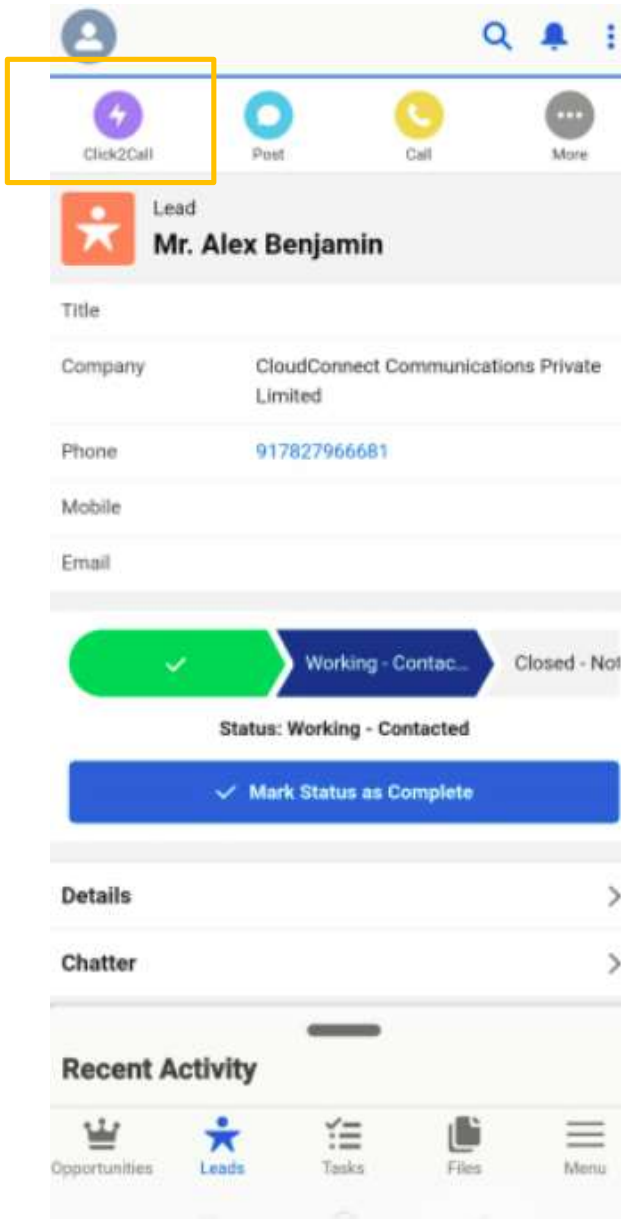 Click2Call
Post
Call
More
Lead
Mr. Alex Benjamin
Title
Company
CloudConnect Communications Private
Limited
Phone
917827966681
Mobile
Email
Working - Contac...
Closed - Not
Status: Working - Contacted
Mark Status as Complete
Details
Chatter
Recent Activity
Opportunities
Leads
Tasks
Files
Menu